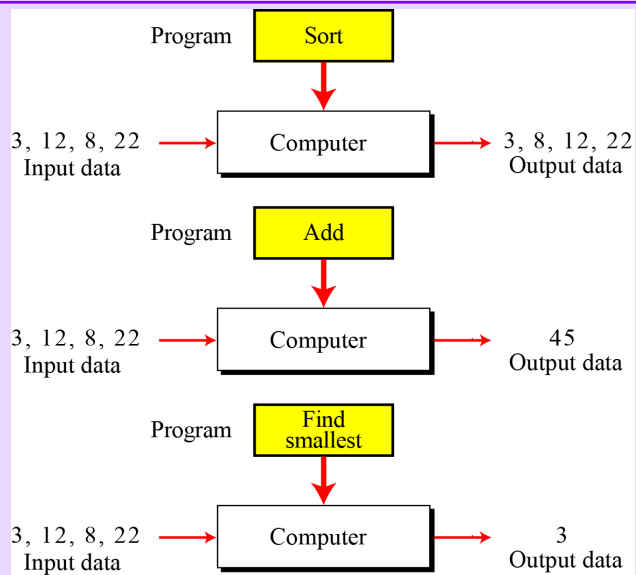 Program Sort
3, 12, 8, 22 Computer 3, 8, 12, 22
Input data Output data
Program Add
3, 12, 8, 22 Computer 45
Input data Output data
Program Find smallest
3, 12, 8, 22 Computer 3
Input data Output data